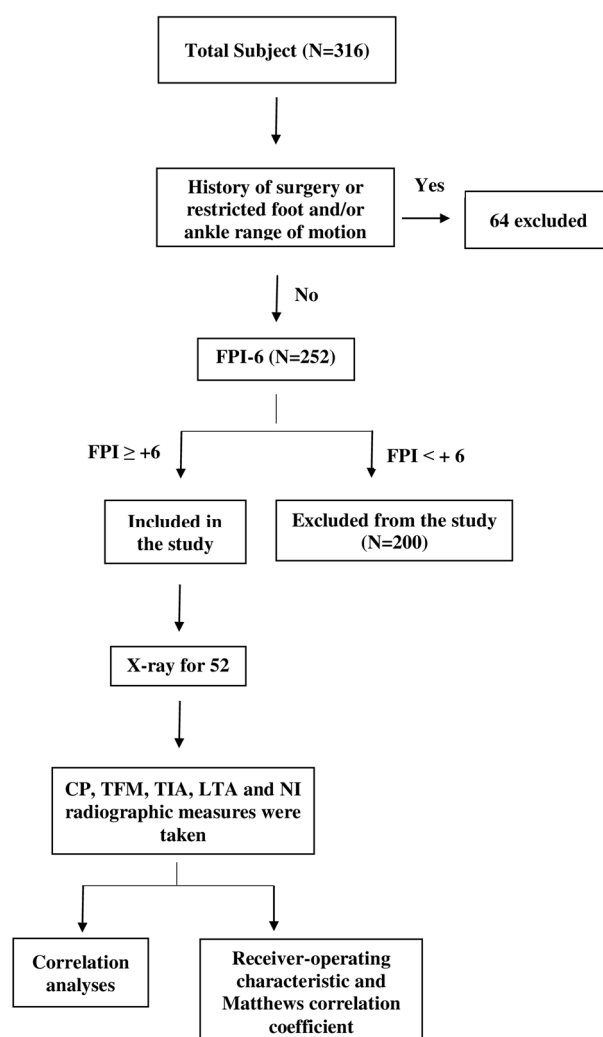 Total Subject (N=316)
History of surgery or
restricted foot and/or
ankle range of motion
Yes
64 excluded
No
FPI-6 (N=252)
FPI ≥ +6
FPI < + 6
Included in
the study
Excluded from the study
(N=200)
X-ray for 52
CP, TFM, TIA, LTA and NI
radiographic measures were
taken
Correlation
analyses
Receiver-operating
characteristic and
Matthews correlation
coefficient